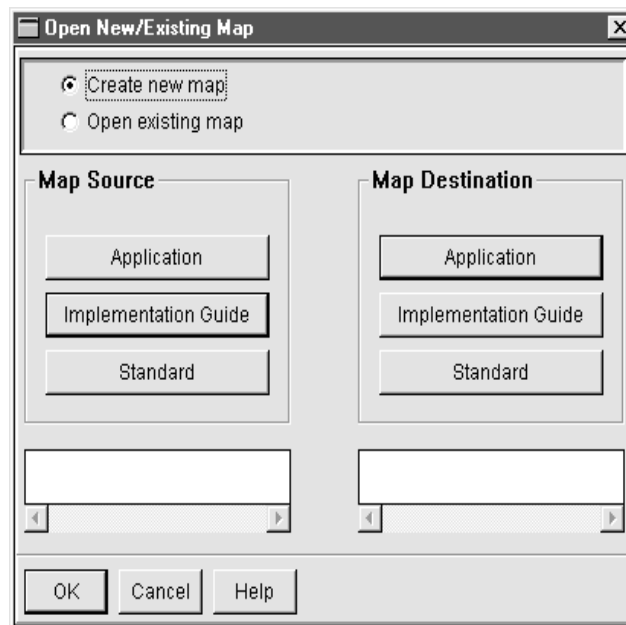 Open New/Existing Map
Create new map
Open existing map
Map Source
Application
Implementation Guide
Standard
Map Destination
Application
Implementation Guide
Standard
OK
Cancel
Help